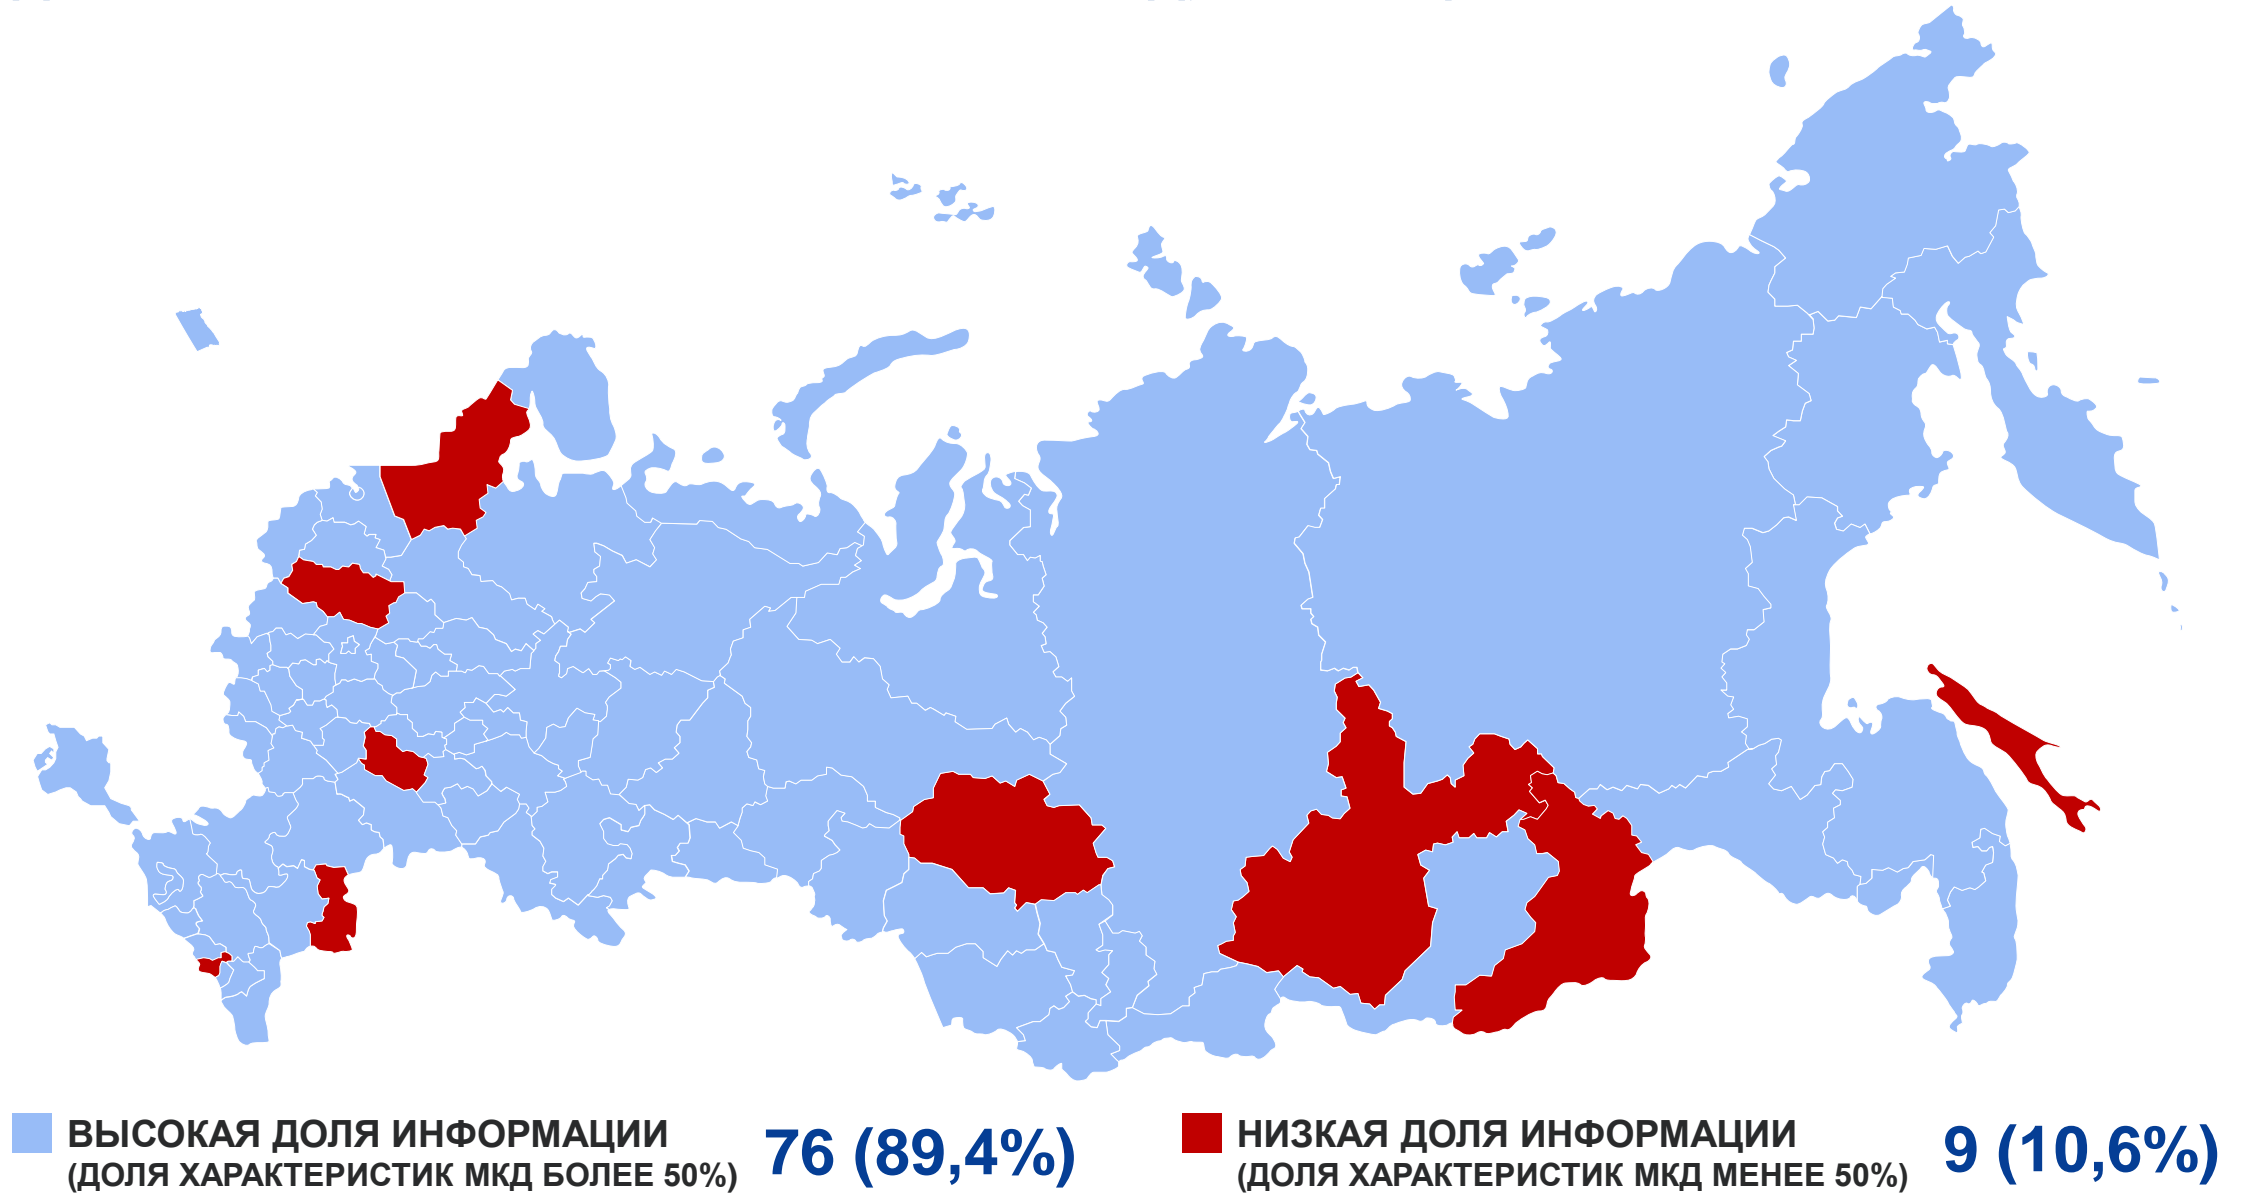 ВЫСОКАЯ ДОЛЯ ИНФОРМАЦИИ
(ДОЛЯ ХАРАКТЕРИСТИК МКД БОЛЕЕ 50%)
76 (89,4%)
НИЗКАЯ ДОЛЯ ИНФОРМАЦИИ
(ДОЛЯ ХАРАКТЕРИСТИК МКД МЕНЕЕ 50%)
9 (10,6%)